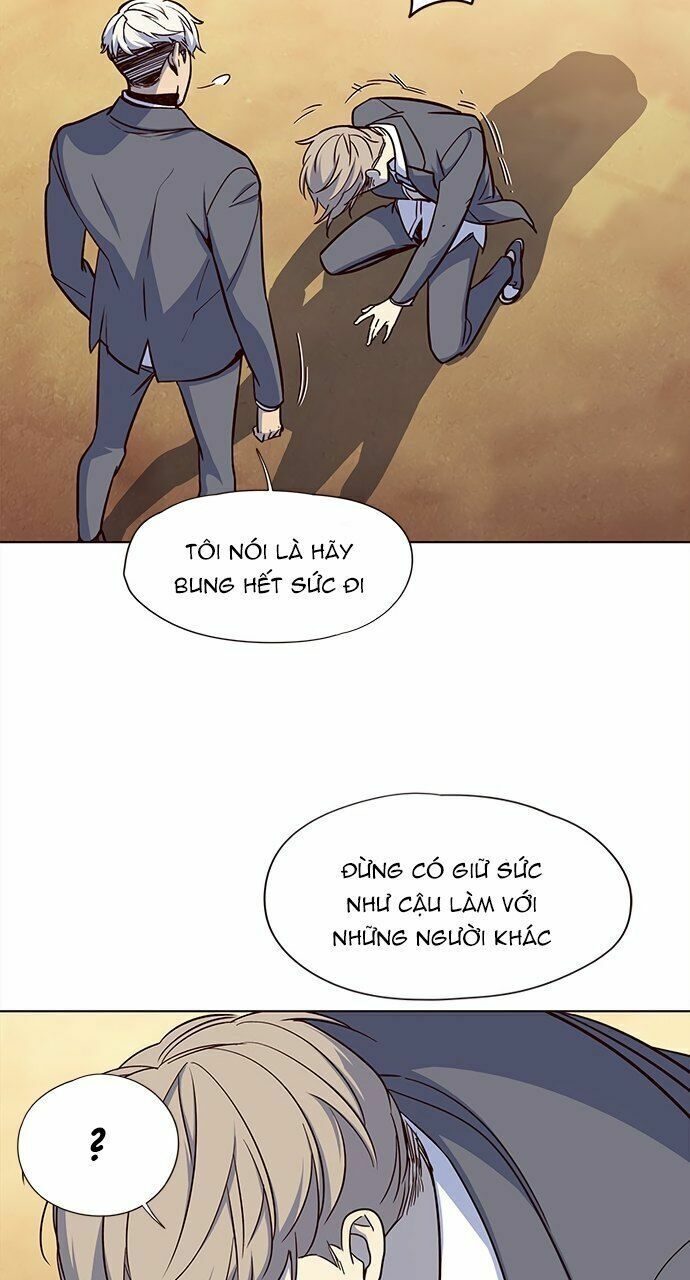 TÔI NÓI LÀ HÃY
BUNG HẾT SỨC ĐI
ĐỪNG CÓ GIỮ SỨC
NHƯ CẬU LÀM VỚI
NHỮNG NGƯỜI KHÁC
?